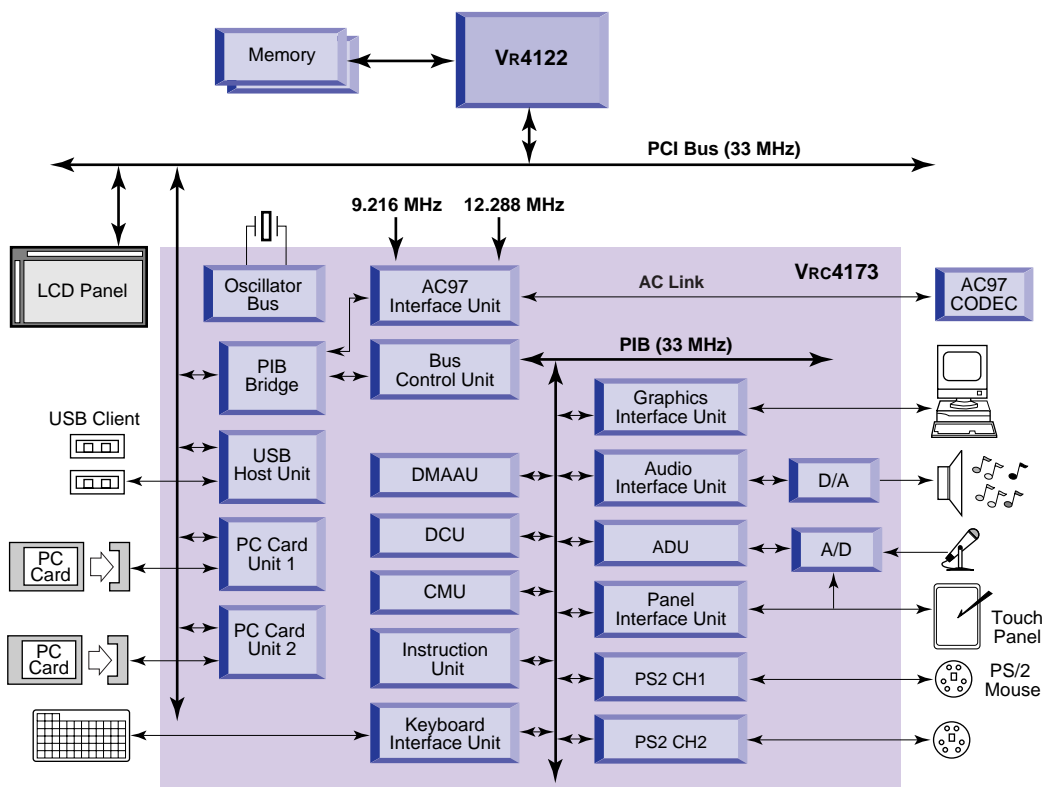 Memory
VR4122
PCI Bus (33 MHz)
9.216 MHz
12.288 MHz
VRC4173
LCD Panel
Oscillator
Bus
AC97
Interface Unit
AC Link
AC97
CODEC
PIB
Bridge
Bus
Control Unit
PIB (33 MHz)
Graphics
Interface Unit
USB Client
USB
Host Unit
DMAAU
Audio
Interface Unit
D/A
PC
Card
PC Card
Unit 1
DCU
ADU
A/D
CMU
Panel
Interface Unit
Touch
Panel
PC
Card
PC Card
Unit 2
Instruction
Unit
PS2 CH1
PS/2
Mouse
Keyboard
Interface Unit
PS2 CH2